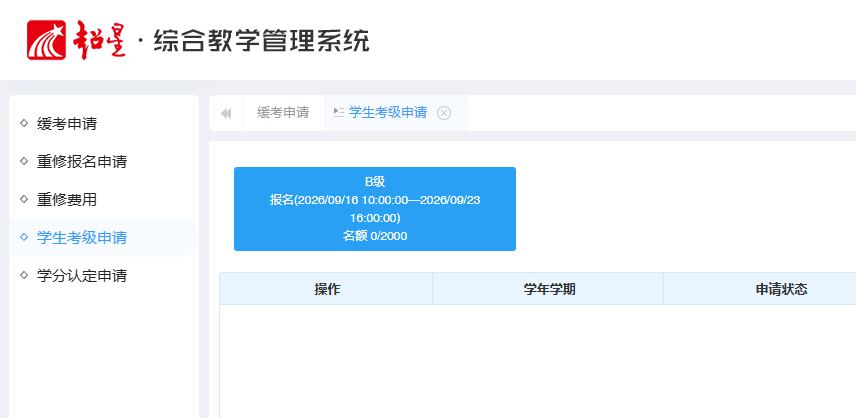 超星·综合教学管理系统
缓考申请
重修报名申请
重修费用
学生考级申请
学分认定申请
缓考申请 学生考级申请
B级
报名(2026/09/16 10:00:00—2026/09/23
16:00:00)
名额 0/2000
操作 学年学期 申请状态